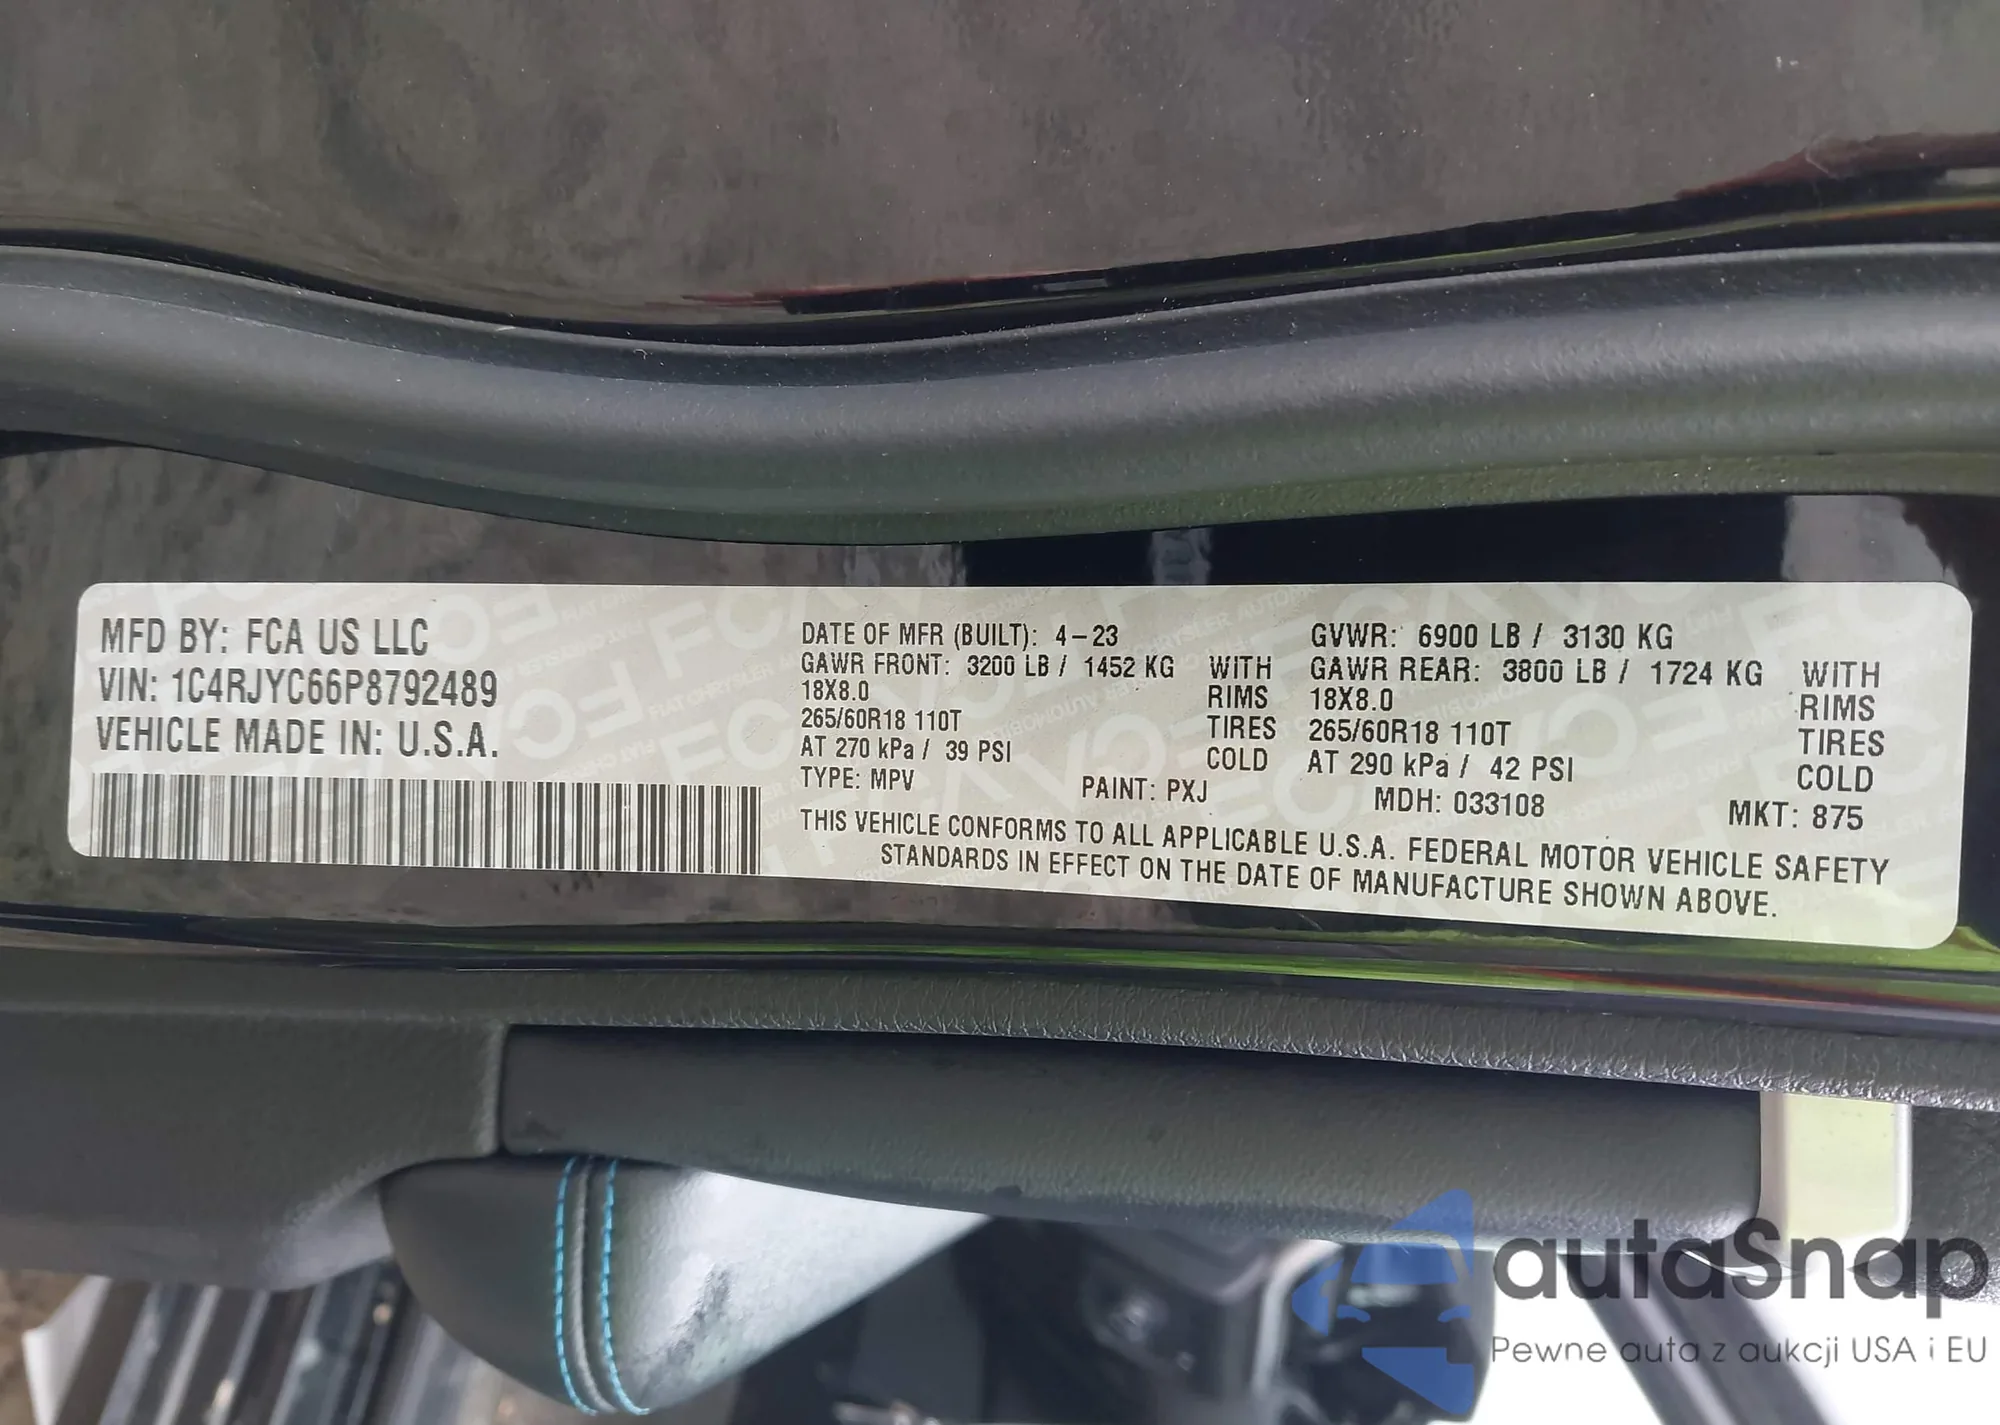 MFD BY: FCA US LLC
VIN: 1C4RJYC66P8792489
VEHICLE MADE IN: U.S.A.
DATE OF MFR (BUILT): 4-23 GVWR: 6900 LB / 3130 KG
GAWR FRONT: 3200 LB / 1452 KG WITH GAWR REAR: 3800 LB / 1724 KG WITH
18X8.0 RIMS 18X8.0 RIMS
265/60R18 110T TIRES 265/60R18 110T TIRES
AT 270 kPa / 39 PSI COLD AT 290 kPa / 42 PSI COLD
TYPE: MPV PAINT: PXJ MDH: 033108 MKT: 875
THIS VEHICLE CONFORMS TO ALL APPLICABLE U.S.A. FEDERAL MOTOR VEHICLE SAFETY
STANDARDS IN EFFECT ON THE DATE OF MANUFACTURE SHOWN ABOVE.
autaSnap
Pewne auta z aukcji USA i EU